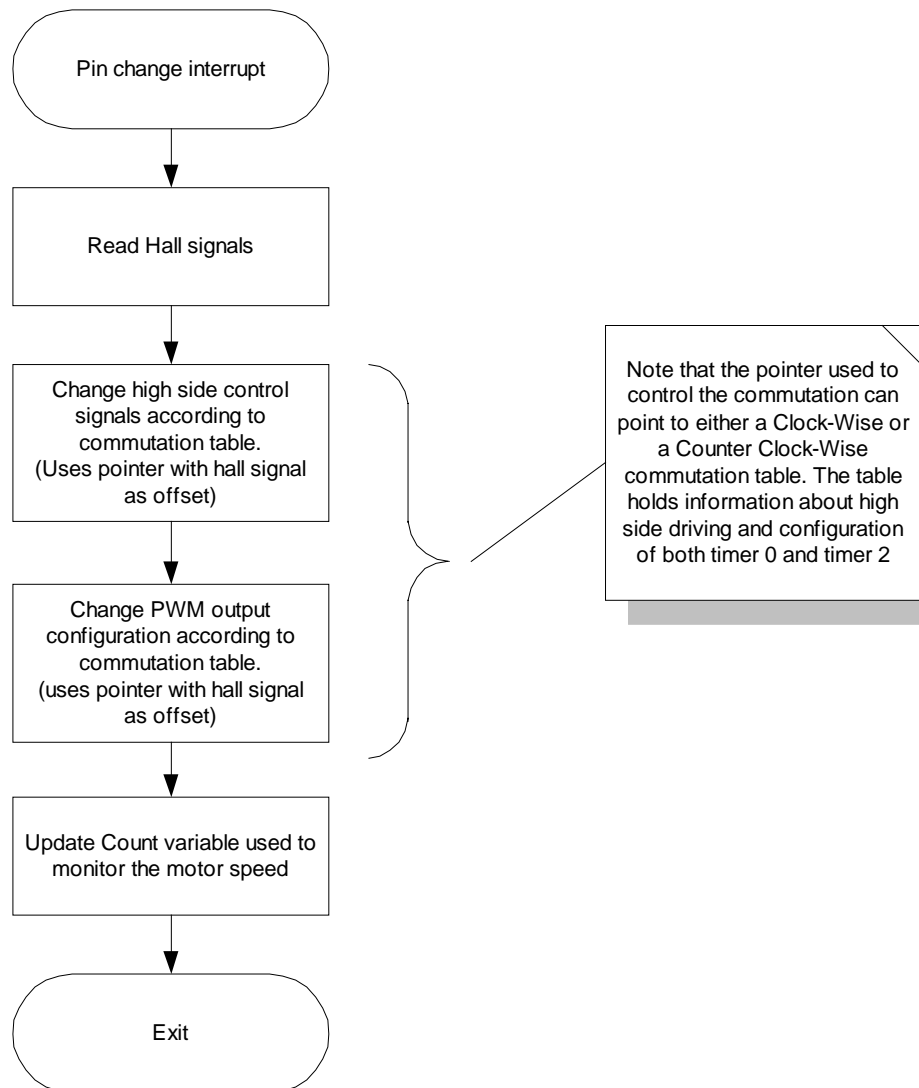 Pin change interrupt
Read Hall signals
Change high side control
signals according to
commutation table.
(Uses pointer with hall signal
as offset)
Note that the pointer used to
control the commutation can
point to either a Clock-Wise or
a Counter Clock-Wise
commutation table. The table
holds information about high
side driving and configuration
of both timer 0 and timer 2
Change PWM output
configuration according to
commutation table.
(uses pointer with hall signal
as offset)
Update Count variable used to
monitor the motor speed
Exit